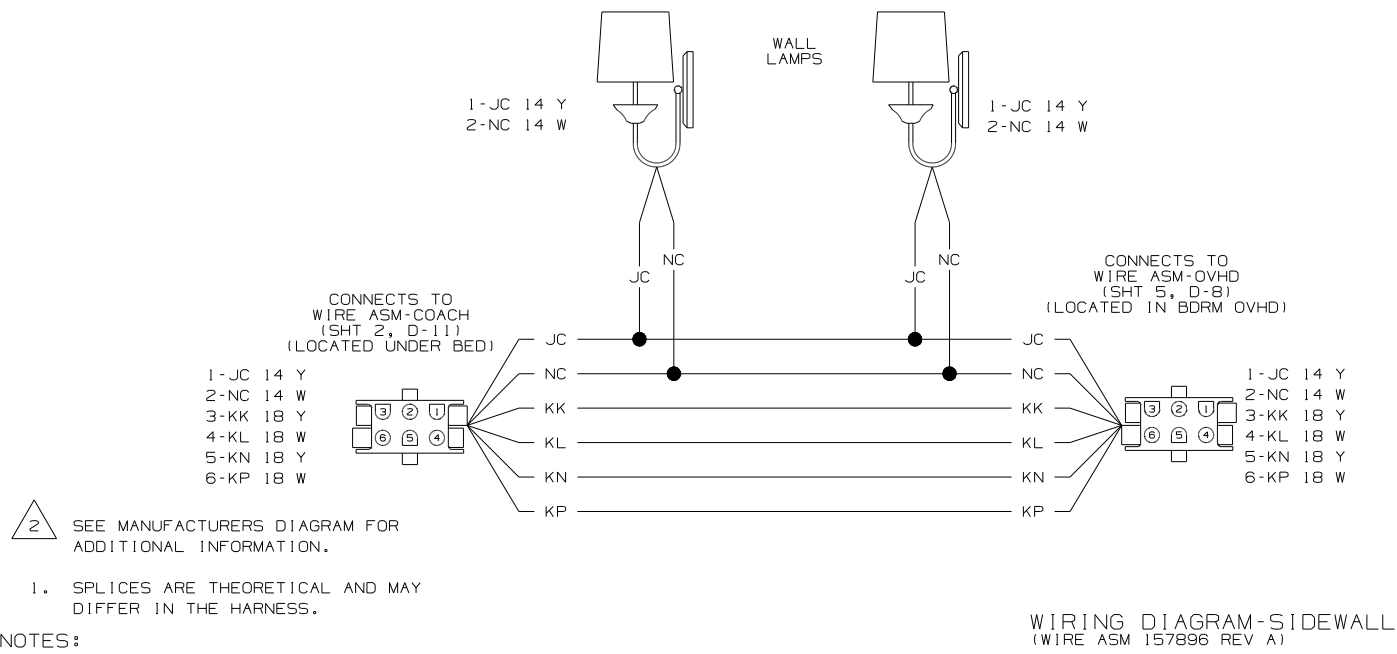 WALL
LAMPS
1-JC 14 Y
2-NC 14 W
1-JC 14 Y
2-NC 14 W
NC
JC
NC
JC
CONNECTS TO
WIRE ASM-COACH
(SHT 2, D-11)
(LOCATED UNDER BED)
CONNECTS TO
WIRE ASM-OVHD
(SHT 5, D-8)
(LOCATED IN BDRM OVHD)
1-JC 14 Y
2-NC 14 W
3-KK 18 Y
4-KL 18 W
5-KN 18 Y
6-KP 18 W
3 2 1
6 5 4
JC
NC
KK
KL
KN
KP
JC
NC
KK
KL
KN
KP
3 2 1
6 5 4
1-JC 14 Y
2-NC 14 W
3-KK 18 Y
4-KL 18 W
5-KN 18 Y
6-KP 18 W
2 SEE MANUFACTURERS DIAGRAM FOR
ADDITIONAL INFORMATION.
1. SPLICES ARE THEORETICAL AND MAY
DIFFER IN THE HARNESS.
NOTES:
WIRING DIAGRAM-SIDEWALL
(WIRE ASM 157896 REV A)